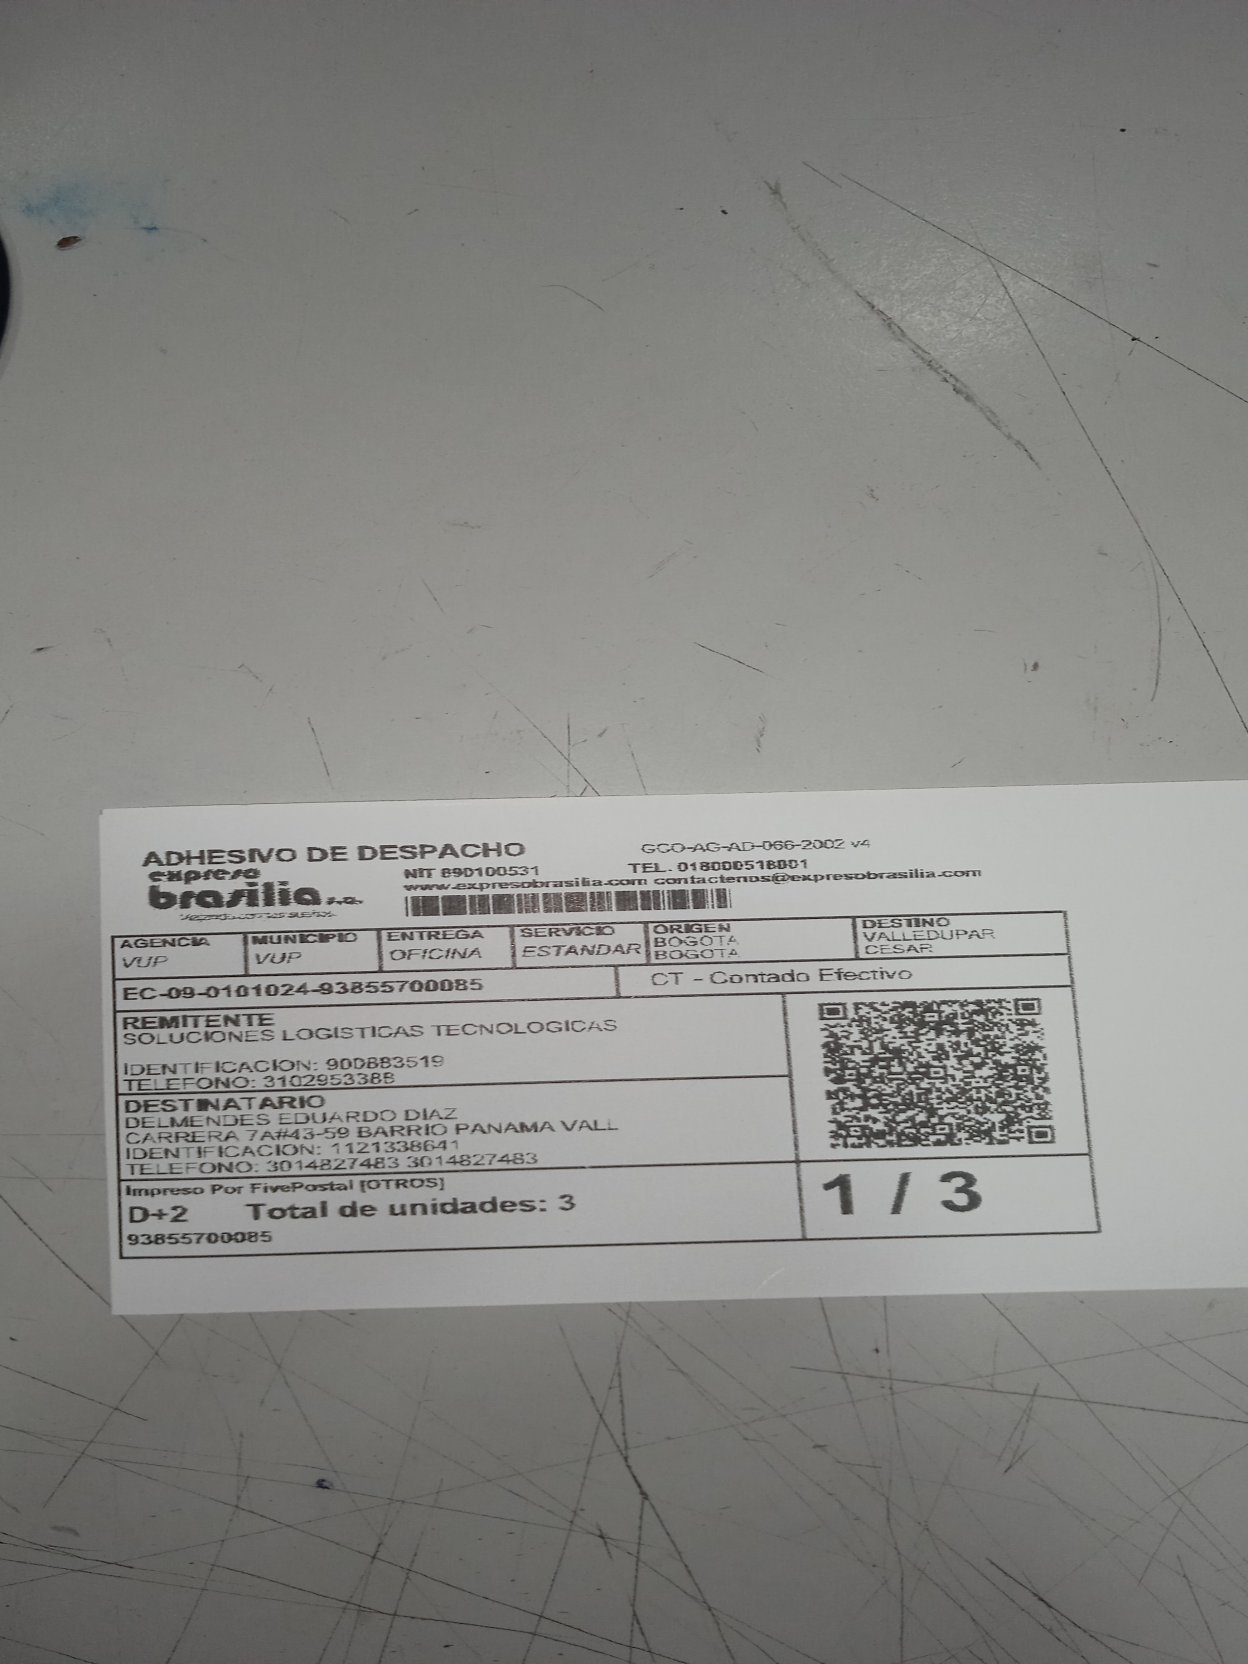 ADHESIVO DE DESPACHO
GCO-AG-AD-066-2002 v4
expreso
brasilia s.a.
NIT 890100531
TEL. 018000518001
www.expresobrasilia.com contactenos@expresobrasilia.com
AGENCIA
VUP
MUNICIPIO
VUP
ENTREGA
OFICINA
SERVICIO
ESTANDAR
ORIGEN
BOGOTA
BOGOTA
DESTINO
VALLEDUPAR
CESAR
EC-09-0101024-93855700085
CT - Contado Efectivo
REMITENTE
SOLUCIONES LOGISTICAS TECNOLOGICAS
IDENTIFICACION: 900883519
TELEFONO: 3102953388
DESTINATARIO
DELMENDES EDUARDO DIAZ
CARRERA 7A#43-59 BARRIO PANAMA VALL
IDENTIFICACION: 1121338641
TELEFONO: 3014827483 3014827483
Impreso Por FivePostal [OTROS]
D+2 Total de unidades: 3
93855700085
1 / 3